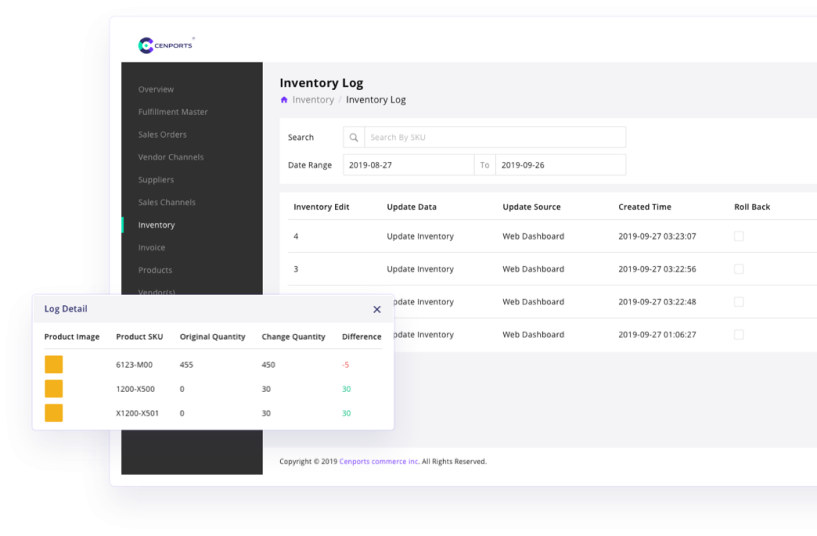 CENPORTS
Overview
Fulfillment Master
Sales Orders
Vendor Channels
Suppliers
Sales Channels
Inventory
Invoice
Products
Vendor(s)
Inventory Log
Inventory / Inventory Log
Search Search By SKU
Date Range 2019-08-27 To 2019-09-26
Inventory Edit Update Data Update Source Created Time Roll Back
4 Update Inventory Web Dashboard 2019-09-27 03:23:07
3 Update Inventory Web Dashboard 2019-09-27 03:22:56
pdate Inventory Web Dashboard 2019-09-27 03:22:48
pdate Inventory Web Dashboard 2019-09-27 01:06:27
Log Detail
Product Image Product SKU Original Quantity Change Quantity Difference
6123-M00 455 450 -5
1200-X500 0 30 30
X1200-X501 0 30 30
Copyright © 2019 Cenports commerce inc. All Rights Reserved.